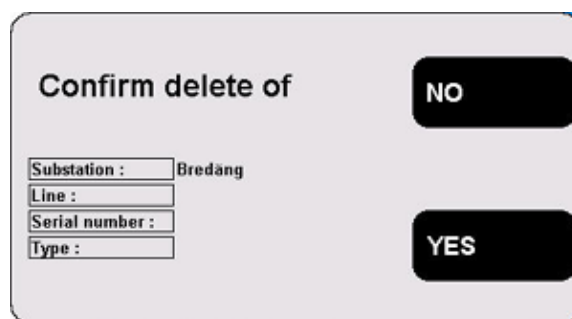 Confirm delete of
NO
Substation : Bredäng
Line :
Serial number :
Type :
YES